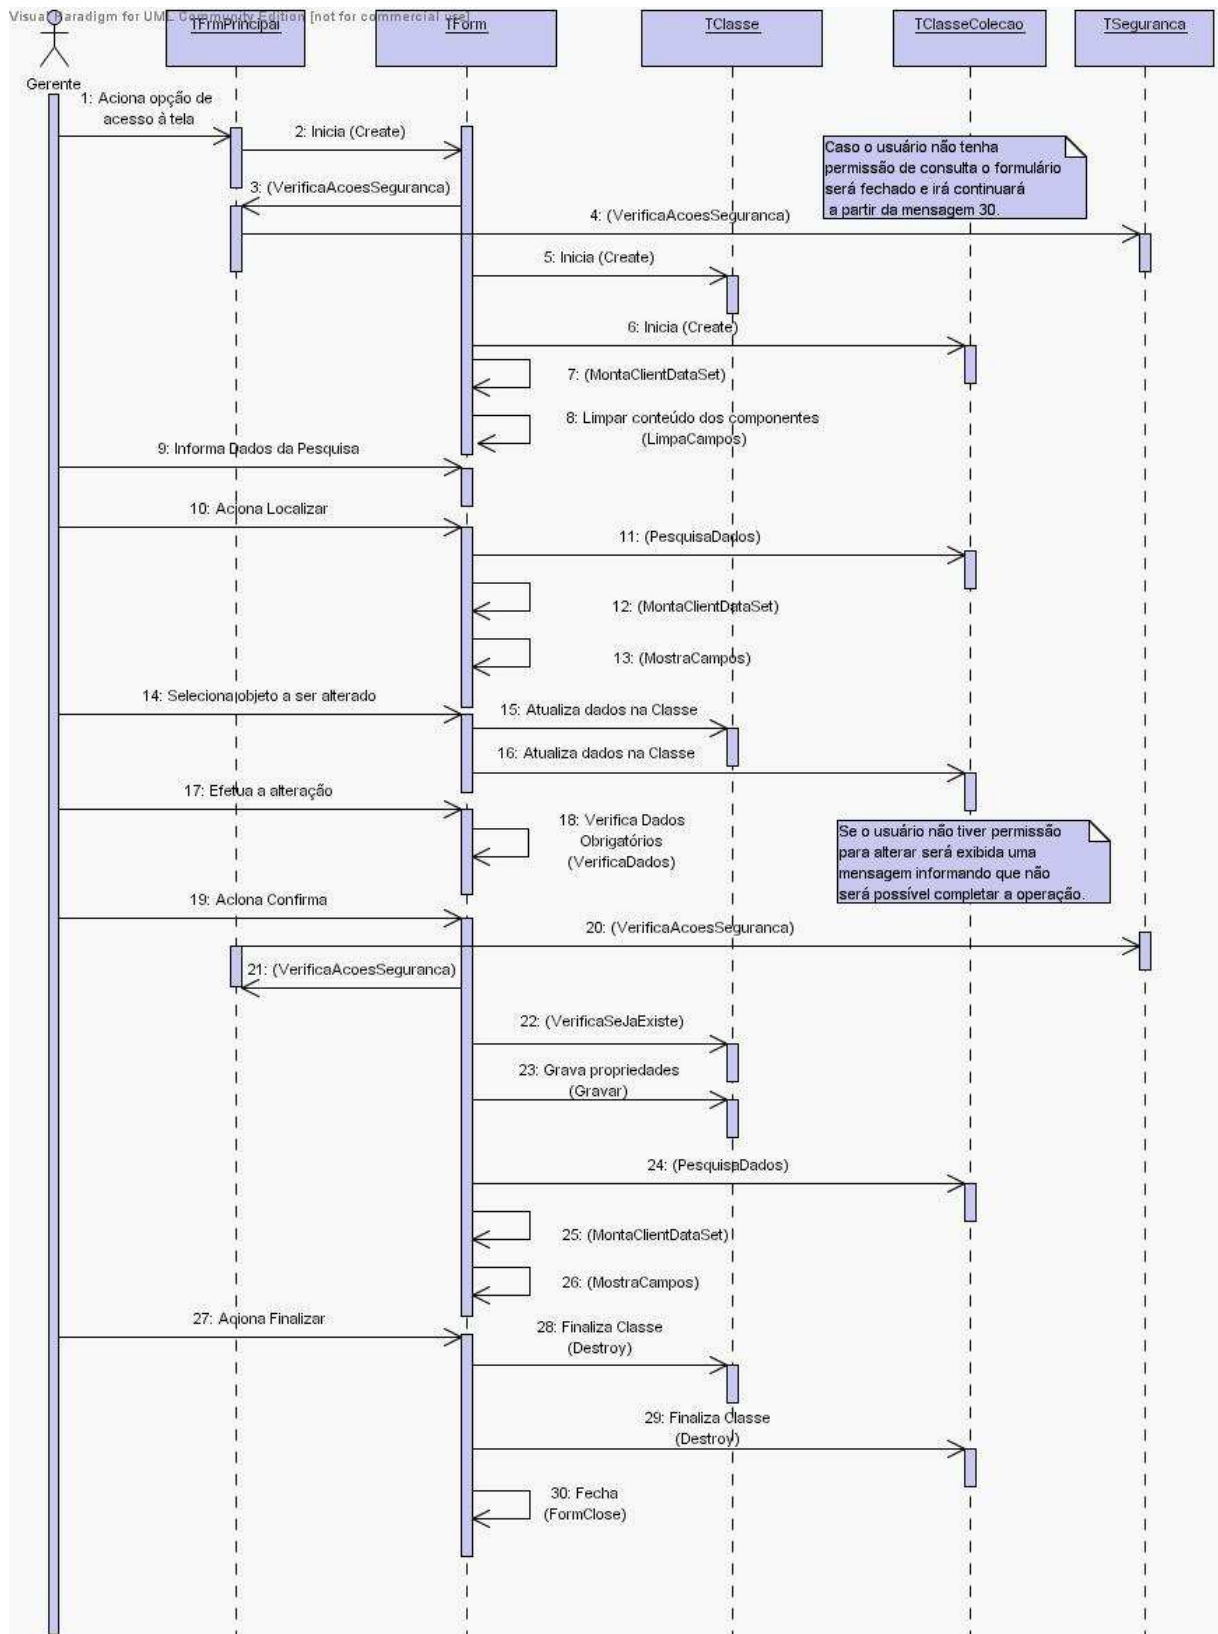 Visual Paradigm for UML Community Edition [not for commercial use]
TFrmPrincipal
TForm
TClasse
TClasseColecao
TSeguranca
Gerente
1: Aciona opção de
acesso à tela
2: Inicia (Create)
Caso o usuário não tenha
permissão de consulta o formulário
será fechado e irá continuará
a partir da mensagem 30.
3: (VerificaAcoesSeguranca)
4: (VerificaAcoesSeguranca)
5: Inicia (Create)
6: Inicia (Create)
7: (MontaClientDataSet)
8: Limpar conteúdo dos componentes
(LimpaCampos)
9: Informa Dados da Pesquisa
10: Aciona Localizar
11: (PesquisaDados)
12: (MontaClientDataSet)
13: (MostraCampos)
14: Seleciona objeto a ser alterado
15: Atualiza dados na Classe
16: Atualiza dados na Classe
17: Efetua a alteração
18: Verifica Dados
Obrigatórios
(VerificaDados)
Se o usuário não tiver permissão
para alterar será exibida uma
mensagem informando que não
será possível completar a operação.
19: Aciona Confirma
20: (VerificaAcoesSeguranca)
21: (VerificaAcoesSeguranca)
22: (VerificaSeJaExiste)
23: Grava propriedades
(Gravar)
24: (PesquisaDados)
25: (MontaClientDataSet)
26: (MostraCampos)
27: Aciona Finalizar
28: Finaliza Classe
(Destroy)
29: Finaliza Classe
(Destroy)
30: Fecha
(FormClose)